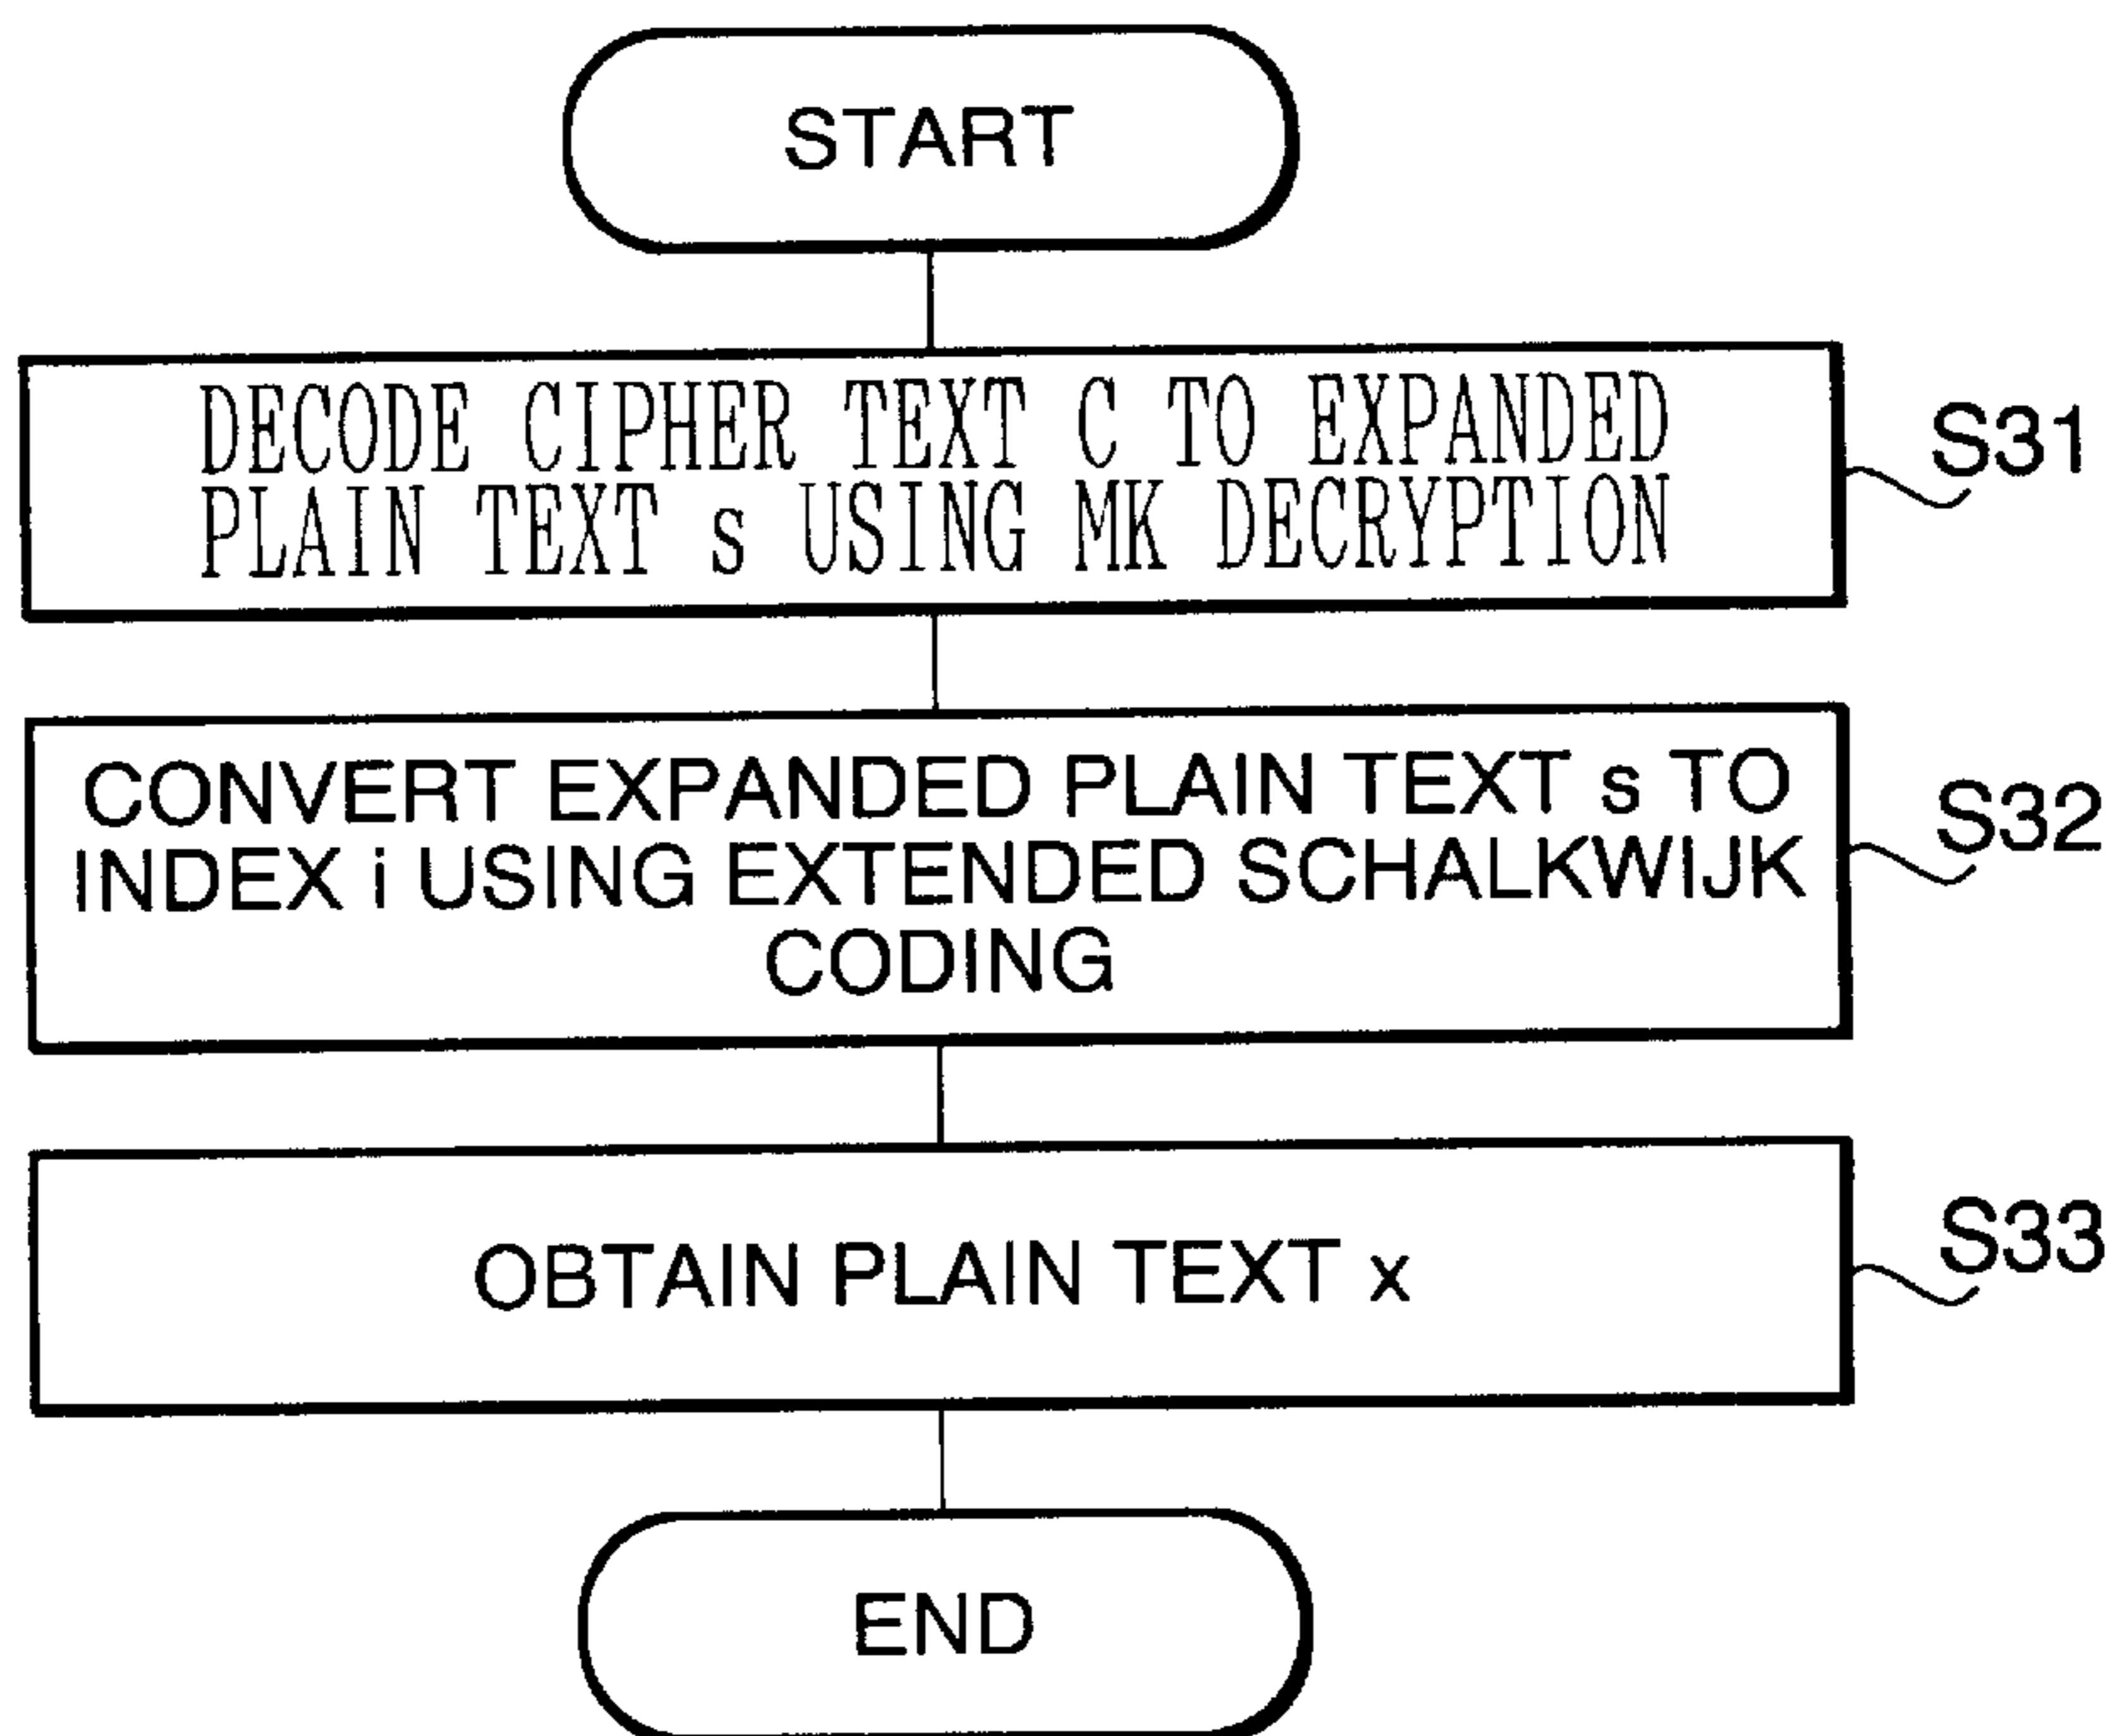 START
DECODE CIPHER TEXT C TO EXPANDED
PLAIN TEXT s USING MK DECRYPTION
S31
CONVERT EXPANDED PLAIN TEXT s TO
INDEX i USING EXTENDED SCHALKWIJK
CODING
S32
OBTAIN PLAIN TEXT x
S33
END